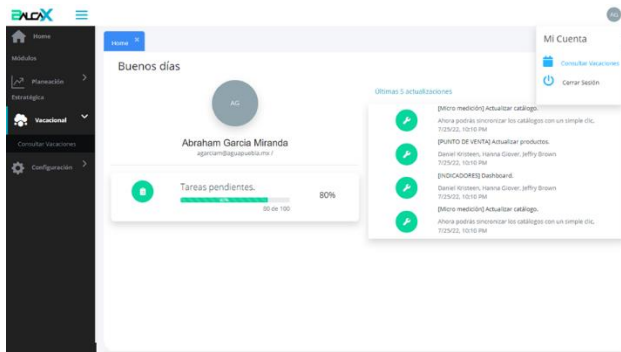 BALCAX
AG
Home
Módulos
Planeación
Estratégica
Vacacional
Consultar Vacaciones
Configuración
Home ×
Buenos días
AG
Abraham Garcia Miranda
agarciam@aguapuebla.mx /
Tareas pendientes.
80%
80%
80 de 100
Últimas 5 actualizaciones
[Micro medición] Actualizar catálogo.
Ahora podrás sincronizar los catálogos con un simple clic.
7/25/22, 10:10 PM
[PUNTO DE VENTA] Actualizar productos.
Daniel Kristeen, Hanna Glover, Jeffry Brown
7/25/22, 10:10 PM
[INDICADORES] Dashboard.
Daniel Kristeen, Hanna Glover, Jeffry Brown
7/25/22, 10:10 PM
[Micro medición] Actualizar catálogo.
Ahora podrás sincronizar los catálogos con un simple clic.
7/25/22, 10:10 PM
Mi Cuenta
Consultar Vacaciones
Cerrar Sesión